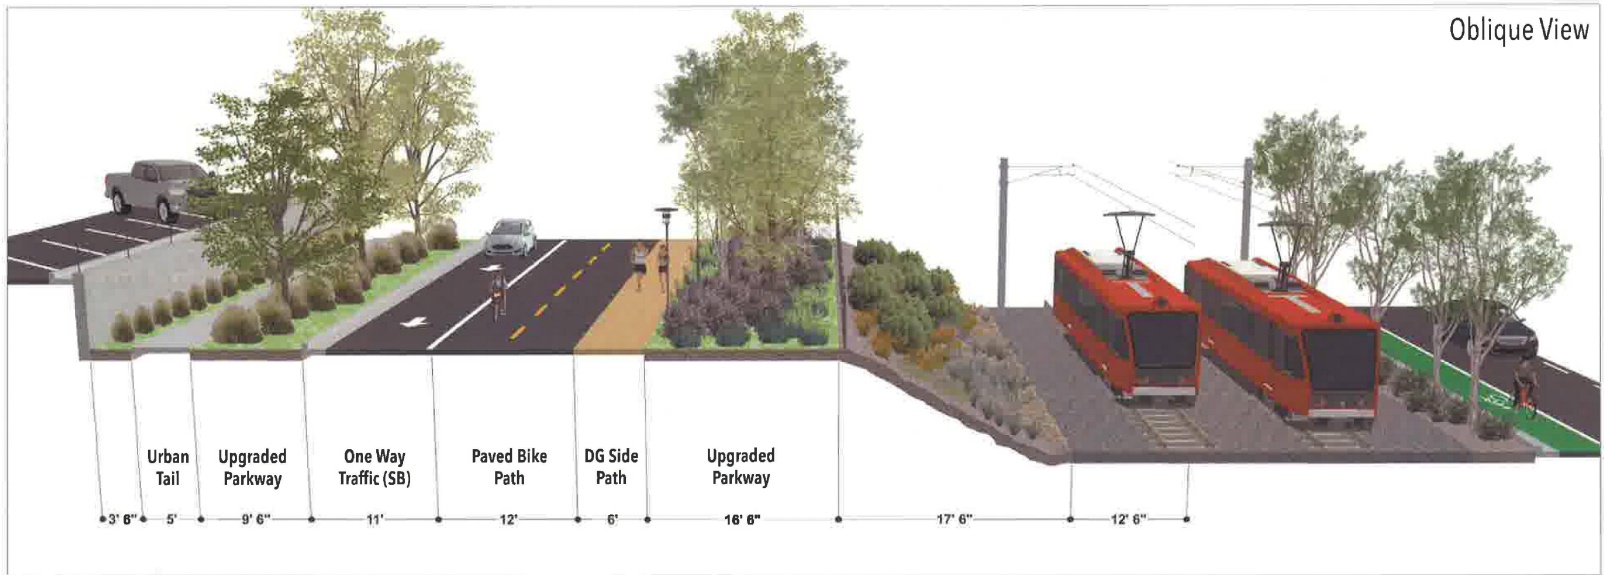 Oblique View
Urban
Tail
Upgraded
Parkway
One Way
Traffic (SB)
Paved Bike
Path
DG Side
Path
Upgraded
Parkway
3' 6"
5'
9' 6"
11'
12'
6'
16' 6"
17' 6"
12' 6"